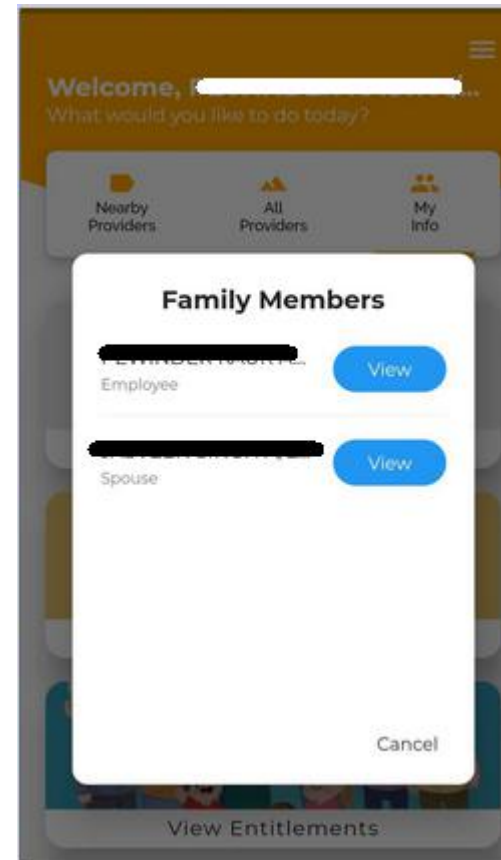 Welcome,
What would you like to do today?
Nearby
Providers
All
Providers
My
Info
Family Members
View
Employee
View
Spouse
Cancel
View Entitlements